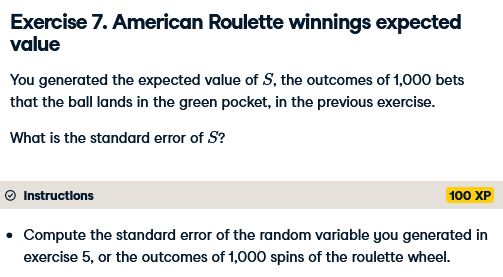 Exercise 7. American Roulette winnings expected
value
You generated the expected value of S, the outcomes of 1,000 bets
that the ball lands in the green pocket, in the previous exercise.
What is the standard error of S?
Instructions
100 XP
• Compute the standard error of the random variable you generated in
exercise 5, or the outcomes of 1,000 spins of the roulette wheel.